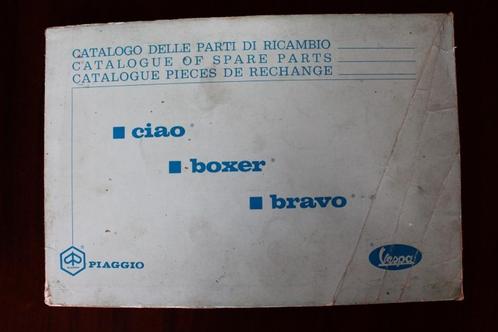 CATALOGO DELLE PARTI DI RICAMBIO
CATALOGUE OF SPARE PARTS
CATALOGUE PIECES DE RECHANGE
ciao®
boxer®
bravo®
PIAGGIO
Vespa